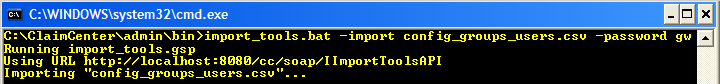 C:\WINDOWS\system32\cmd.exe
C:\ClaimCenter\admin\bin>import_tools.bat -import config_groups_users.csv -password gw
Running import_tools.gsp
Using URL http://localhost:8080/cc/soap/IImportToolsAPI
Importing "config_groups_users.csv"...